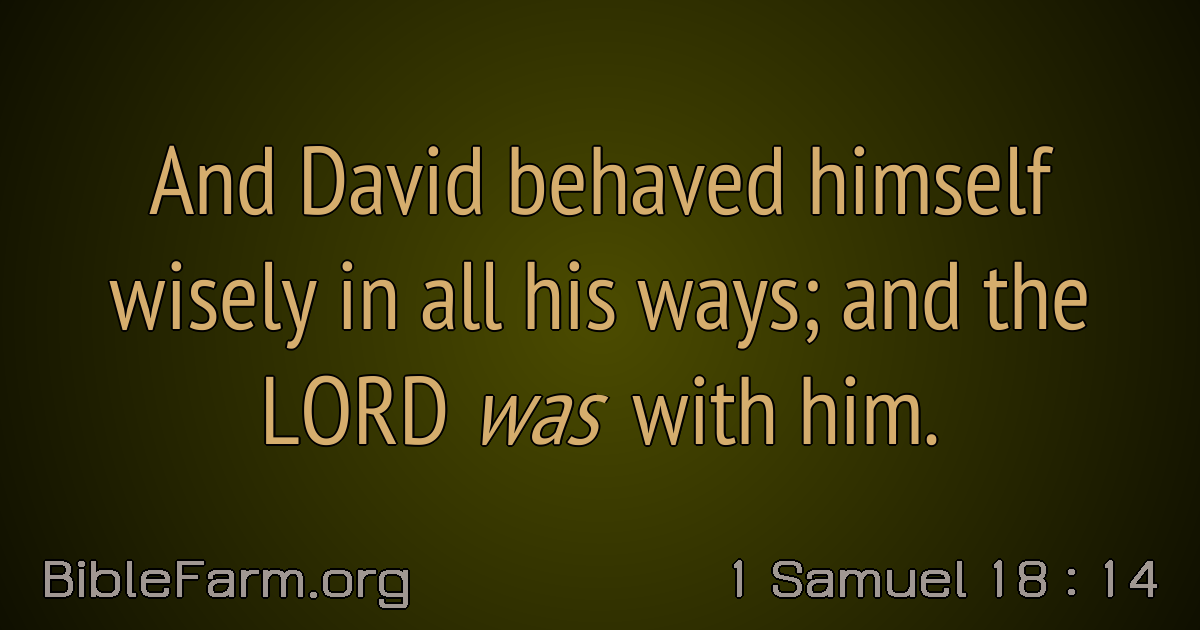 And David behaved himself
wisely in all his ways; and the
LORD was with him.
BibleFarm.org
1 Samuel 18 : 14